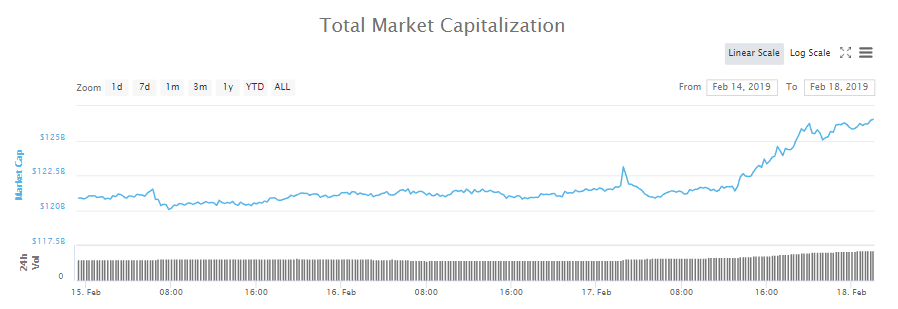 Total Market Capitalization
Linear Scale Log Scale
Zoom 1d 7d 1m 3m 1y YTD ALL From Feb 14, 2019 To Feb 18, 2019
Market Cap
$125B
$122.5B
$120B
$117.5B
24h Vol
0
15. Feb 08:00 16:00 16. Feb 08:00 16:00 17. Feb 08:00 16:00 18. Feb